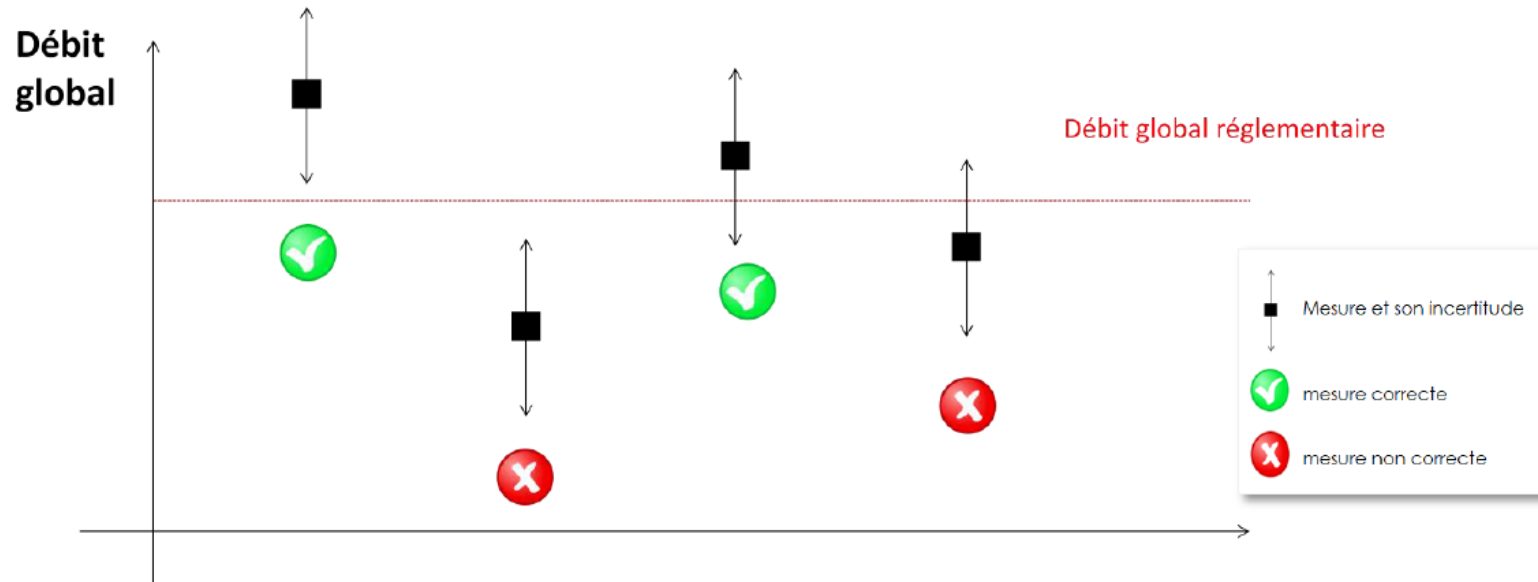 Débit
global
Débit global réglementaire
Mesure et son incertitude
mesure correcte
mesure non correcte